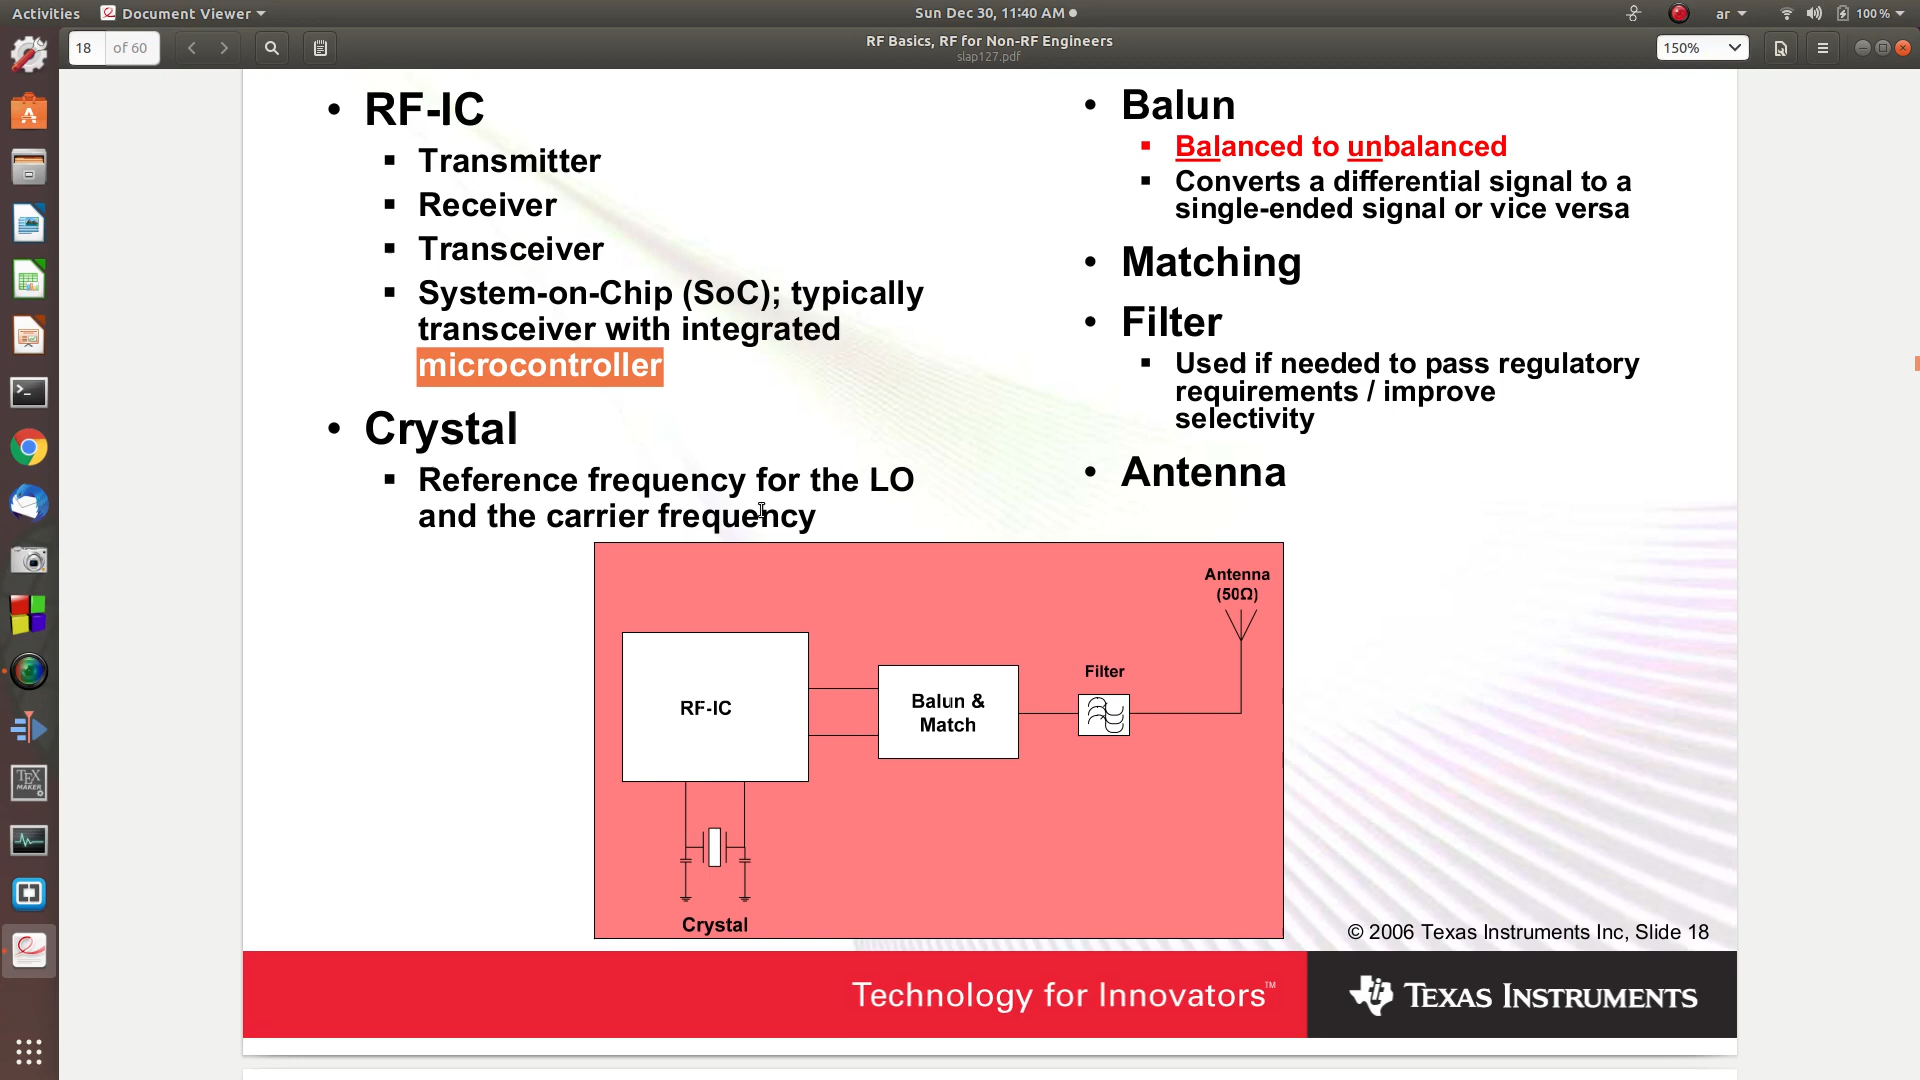 Activities
Document Viewer
Sun Dec 30, 11:40 AM
ar
100 %
18
of 60
RF Basics, RF for Non-RF Engineers
slap127.pdf
150%
• RF-IC
▪ Transmitter
▪ Receiver
▪ Transceiver
▪ System-on-Chip (SoC); typically
transceiver with integrated
microcontroller
• Crystal
▪ Reference frequency for the LO
and the carrier frequency
• Balun
▪ Balanced to unbalanced
▪ Converts a differential signal to a
single-ended signal or vice versa
• Matching
• Filter
▪ Used if needed to pass regulatory
requirements / improve
selectivity
• Antenna
Antenna
(50Ω)
Filter
RF-IC
Balun &
Match
Crystal
© 2006 Texas Instruments Inc, Slide 18
Technology for Innovators™
TEXAS INSTRUMENTS
TEX
MAKER